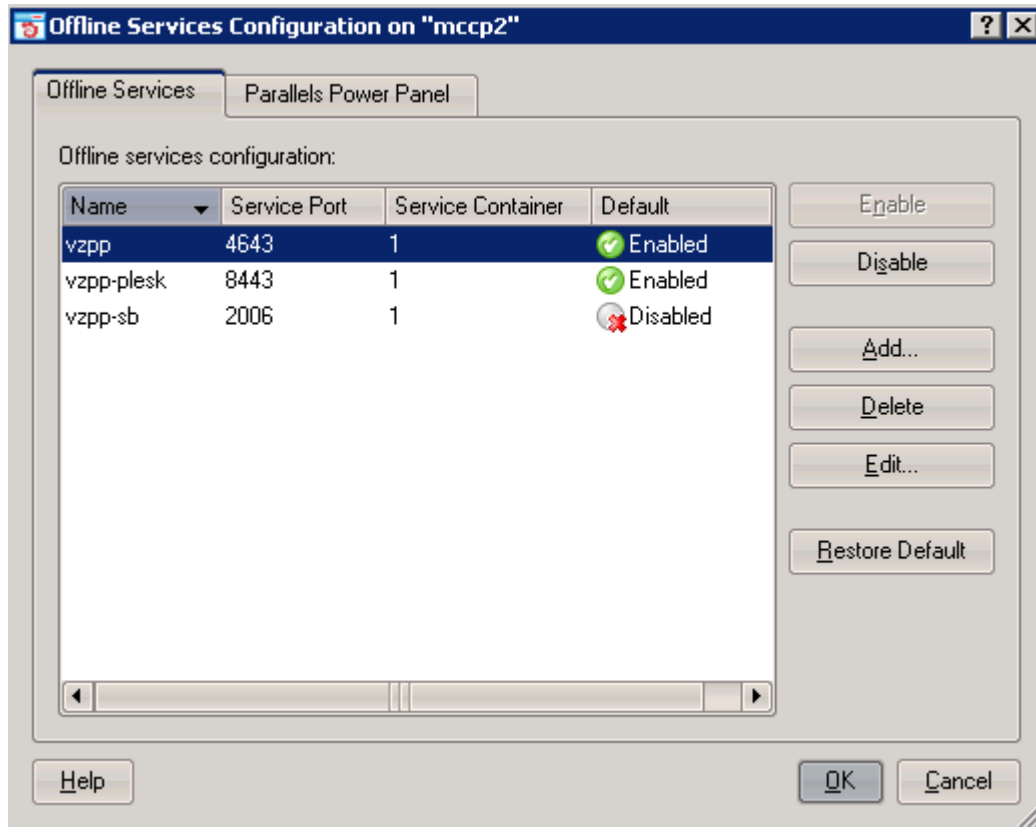 Offline Services Configuration on "mccp2"
Offline Services Parallels Power Panel
Offline services configuration:
Name Service Port Service Container Default
vzpp 4643 1 Enabled
vzpp-plesk 8443 1 Enabled
vzpp-sb 2006 1 Disabled
Enable
Disable
Add...
Delete
Edit...
Restore Default
Help OK Cancel